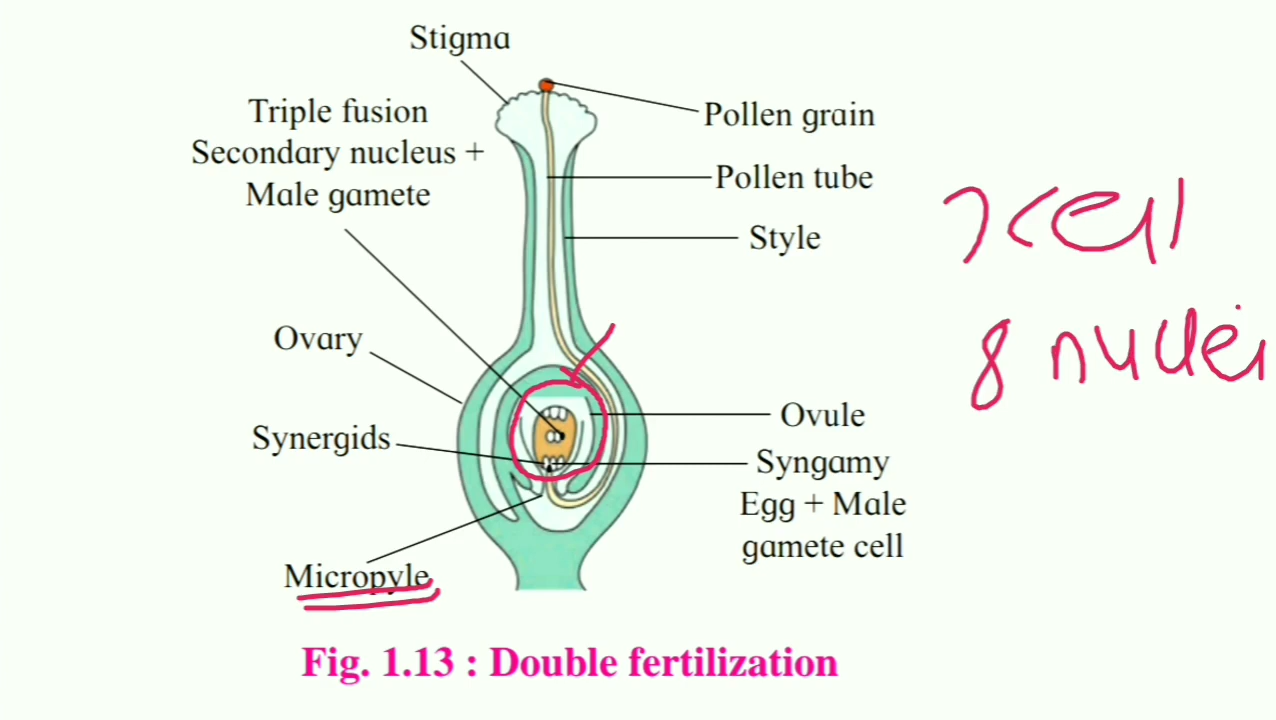 Stigma
Triple fusion
Secondary nucleus +
Male gamete
Pollen grain
Pollen tube
Style
7cell
8 nuclei
Ovary
Synergids
Micropyle
Ovule
Syngamy
Egg + Male
gamete cell
Fig. 1.13 : Double fertilization